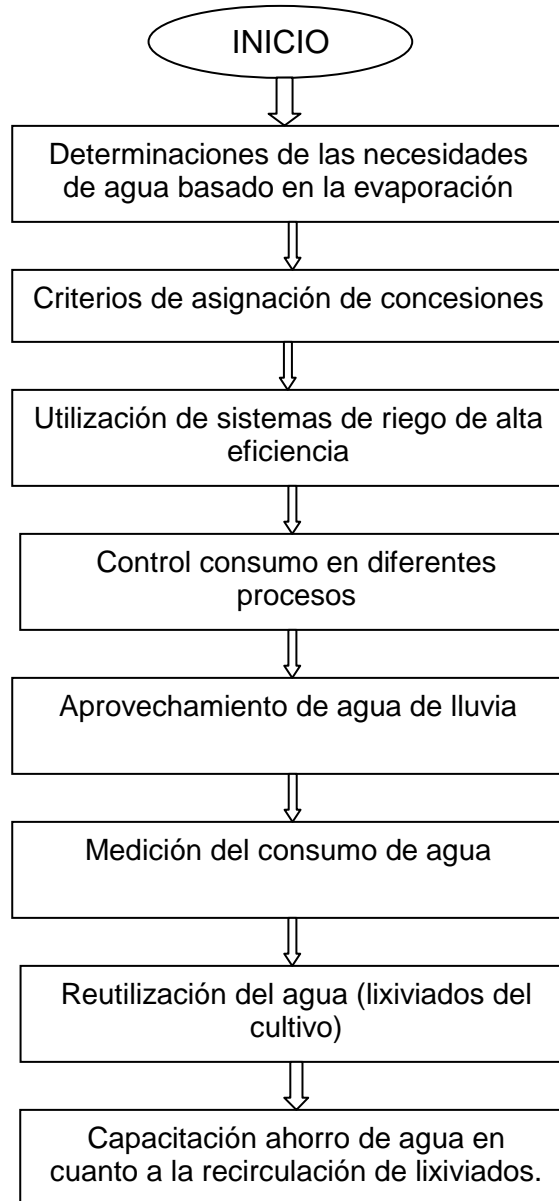 INICIO
Determinaciones de las necesidades
de agua basado en la evaporación
Criterios de asignación de concesiones
Utilización de sistemas de riego de alta
eficiencia
Control consumo en diferentes
procesos
Aprovechamiento de agua de lluvia
Medición del consumo de agua
Reutilización del agua (lixiviados del
cultivo)
Capacitación ahorro de agua en
cuanto a la recirculación de lixiviados.